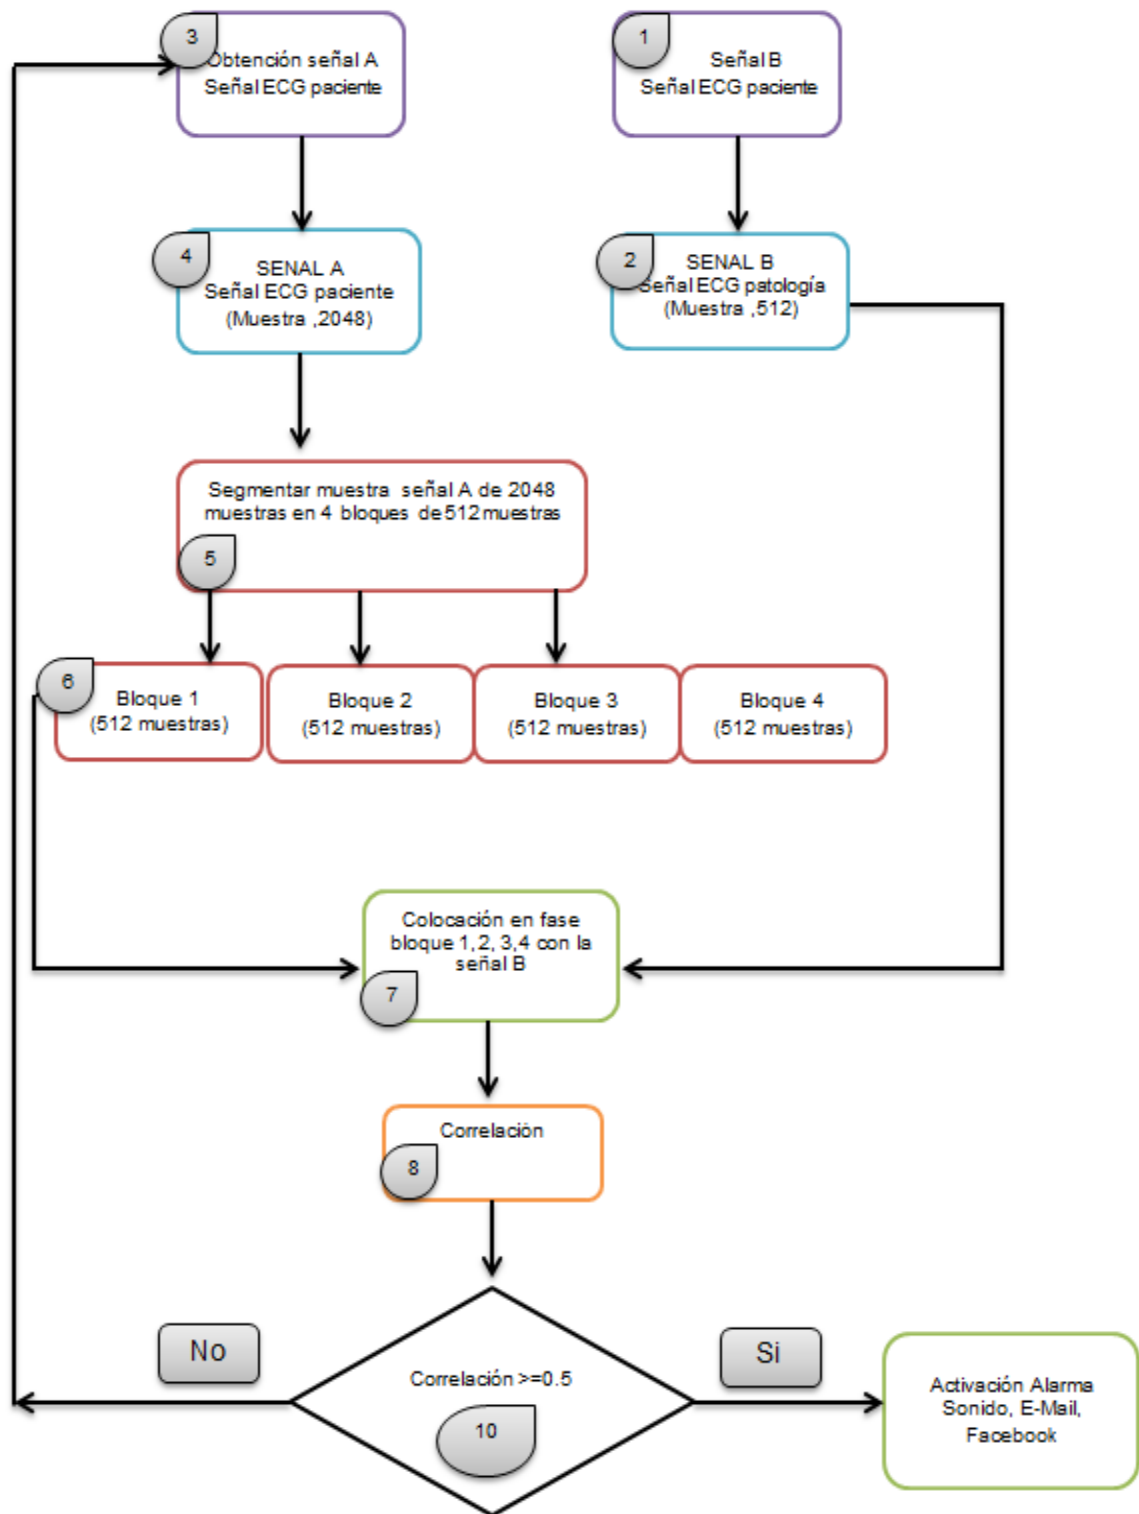 3
Obtención señal A
Señal ECG paciente
1
Señal B
Señal ECG paciente
4
SENAL A
Señal ECG paciente
(Muestra ,2048)
2
SENAL B
Señal ECG patología
(Muestra ,512)
Segmentar muestra señal A de 2048
muestras en 4 bloques de 512 muestras
5
6
Bloque 1
(512 muestras)
Bloque 2
(512 muestras)
Bloque 3
(512 muestras)
Bloque 4
(512 muestras)
Colocación en fase
bloque 1,2, 3,4 con la
señal B
7
Correlación
8
No
Si
Correlación >=0.5
10
Activación Alarma
Sonido, E-Mail,
Facebook